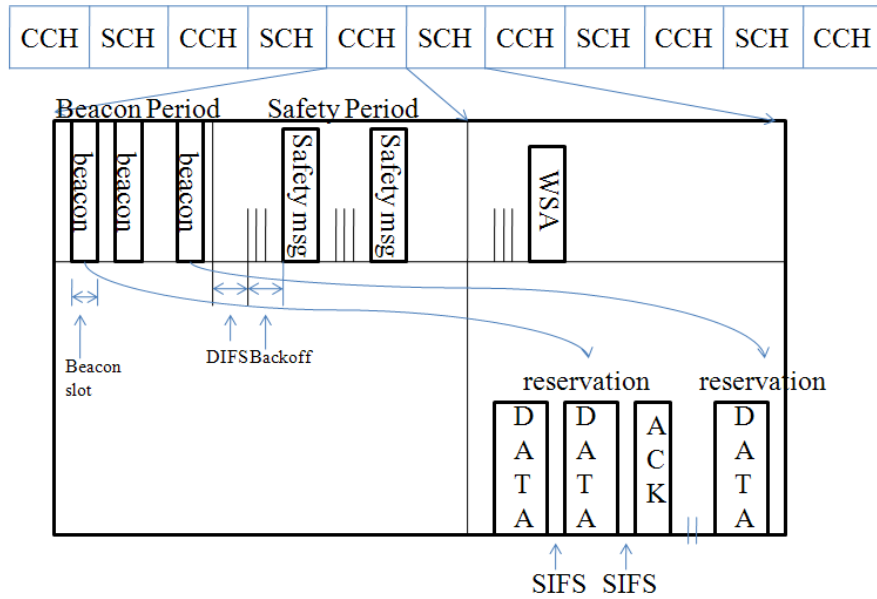 CCH SCH CCH SCH CCH SCH CCH SCH CCH SCH CCH
Beacon Period Safety Period
beacon
beacon
beacon
Safety msg
Safety msg
WSA
DIFS Backoff
Beacon
slot
reservation reservation
DATA
DATA
ACK
DATA
SIFS SIFS